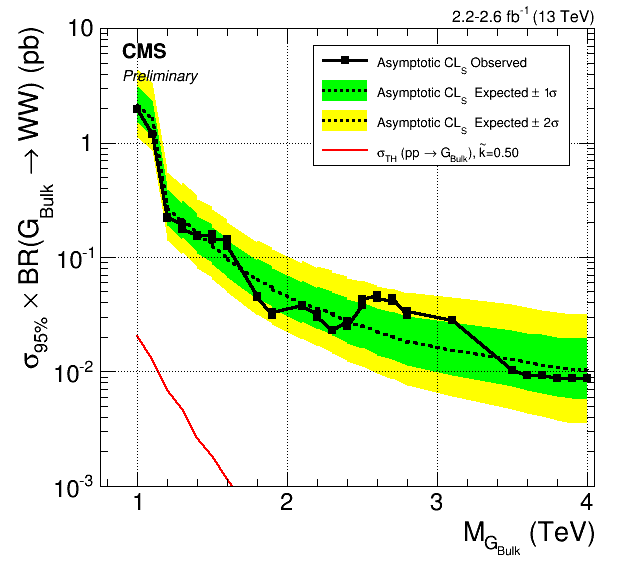 2.2-2.6 fb⁻¹ (13 TeV)
CMS
Preliminary
Asymptotic CL_S Observed
Asymptotic CL_S Expected ± 1σ
Asymptotic CL_S Expected ± 2σ
σ_TH (pp → G_Bulk), k̃=0.50
σ_95% × BR(G_Bulk → WW) (pb)
10
1
10⁻¹
10⁻²
10⁻³
1 2 3 4
M_G_Bulk (TeV)